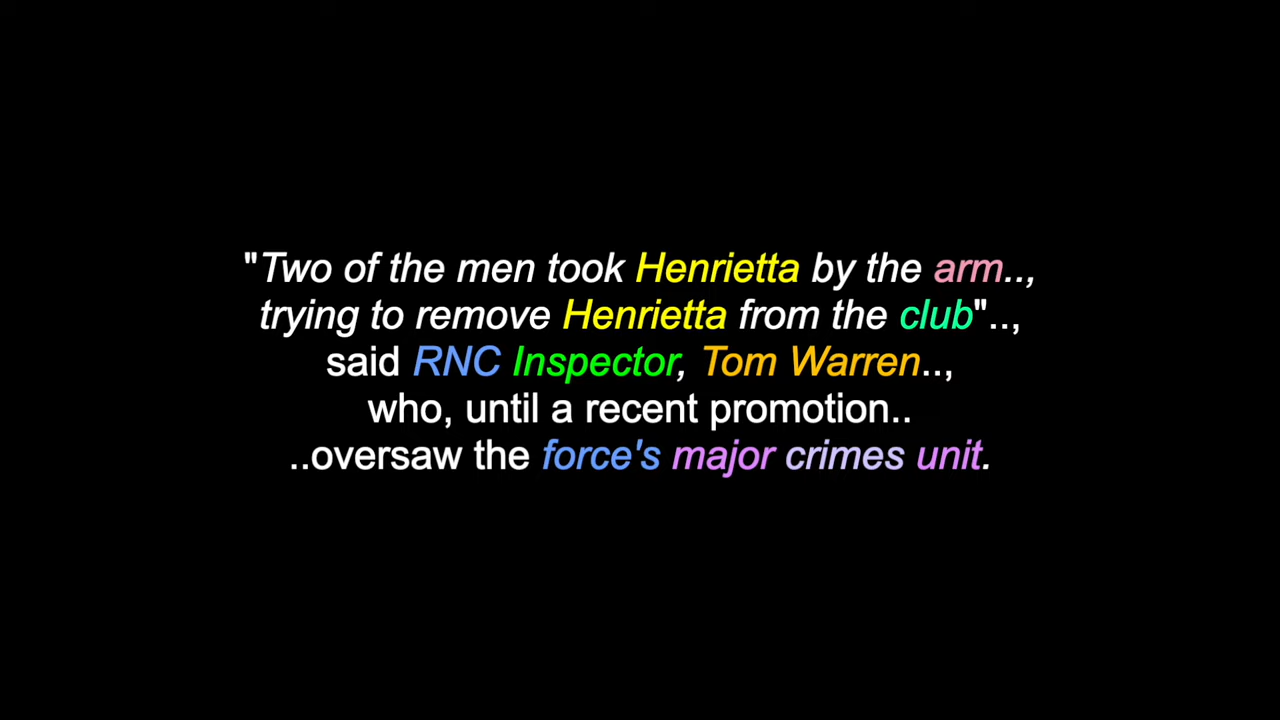 "Two of the men took Henrietta by the arm..,
trying to remove Henrietta from the club"..,
said RNC Inspector, Tom Warren..,
who, until a recent promotion..
..oversaw the force's major crimes unit.